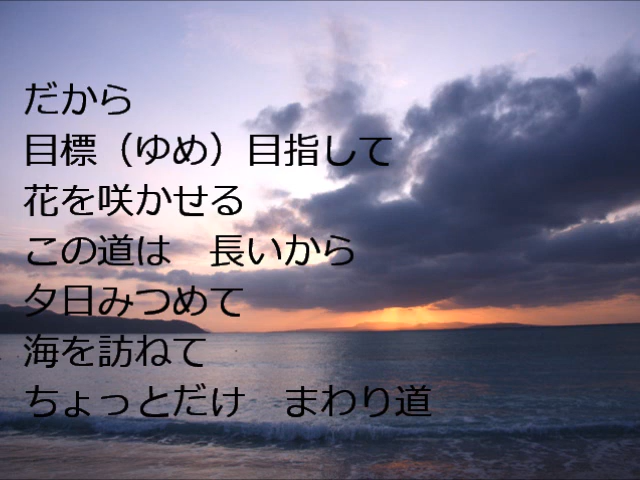 だから
目標（ゆめ）目指して
花を咲かせる
この道は　長いから
夕日みつめて
海を訪ねて
ちょっとだけ　まわり道